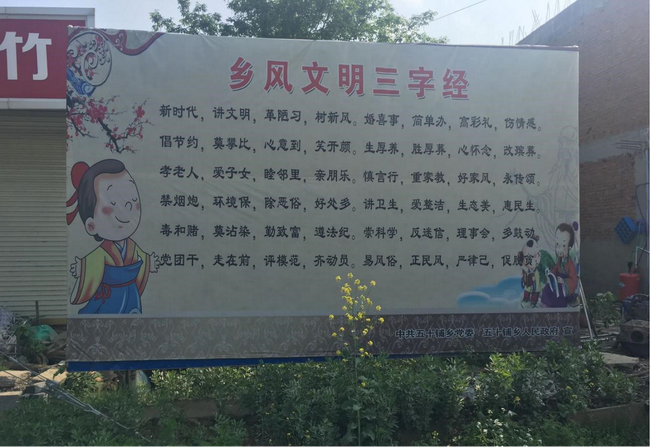 竹
乡风文明三字经
新时代，讲文明，革陋习，树新风。婚喜事，简单办，高彩礼，伤情感。
倡节约，莫攀比，心意到，笑开颜。生厚养，胜厚葬，心怀念，改瑰葬。
孝老人，爱子女，睦邻里，亲朋乐。慎言行，重家教，好家风，永传颂。
禁烟炮，环境保，除恶俗，好处多。讲卫生，爱整洁，生态美，惠民生。
毒和赌，莫沾染，勤致富，道法纪。崇科学，反迷信，理事会，多鼓动。
党团干，走在前，评模范，齐动员。易风俗，正民风，严律己，促脱贫。
中共五十铺乡党委 五十铺乡人民政府 宣